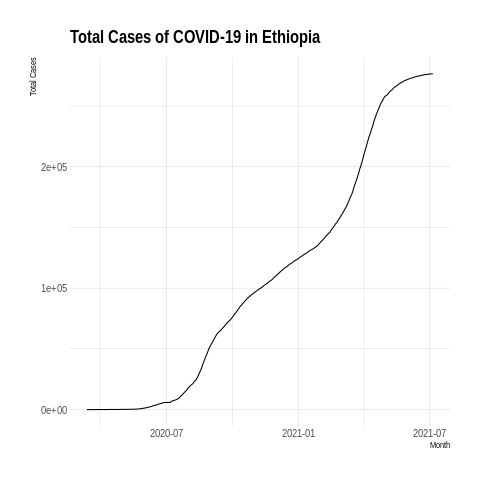 Total Cases of COVID-19 in Ethiopia
Total Cases
2e+05
1e+05
0e+00
2020-07 2021-01 2021-07
Month